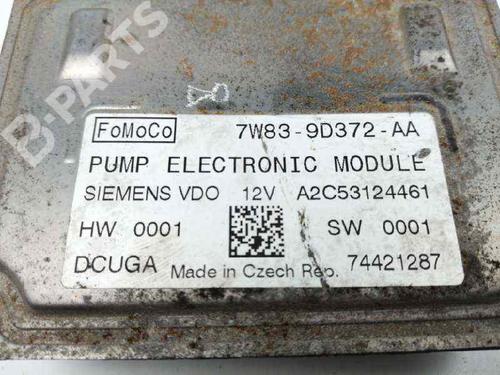 B-PARTS
FoMoCo 7W83-9D372-AA
PUMP ELECTRONIC MODULE
SIEMENS VDO 12V A2C53124461
HW 0001 SW 0001
DCUGA Made in Czech Rep. 74421287